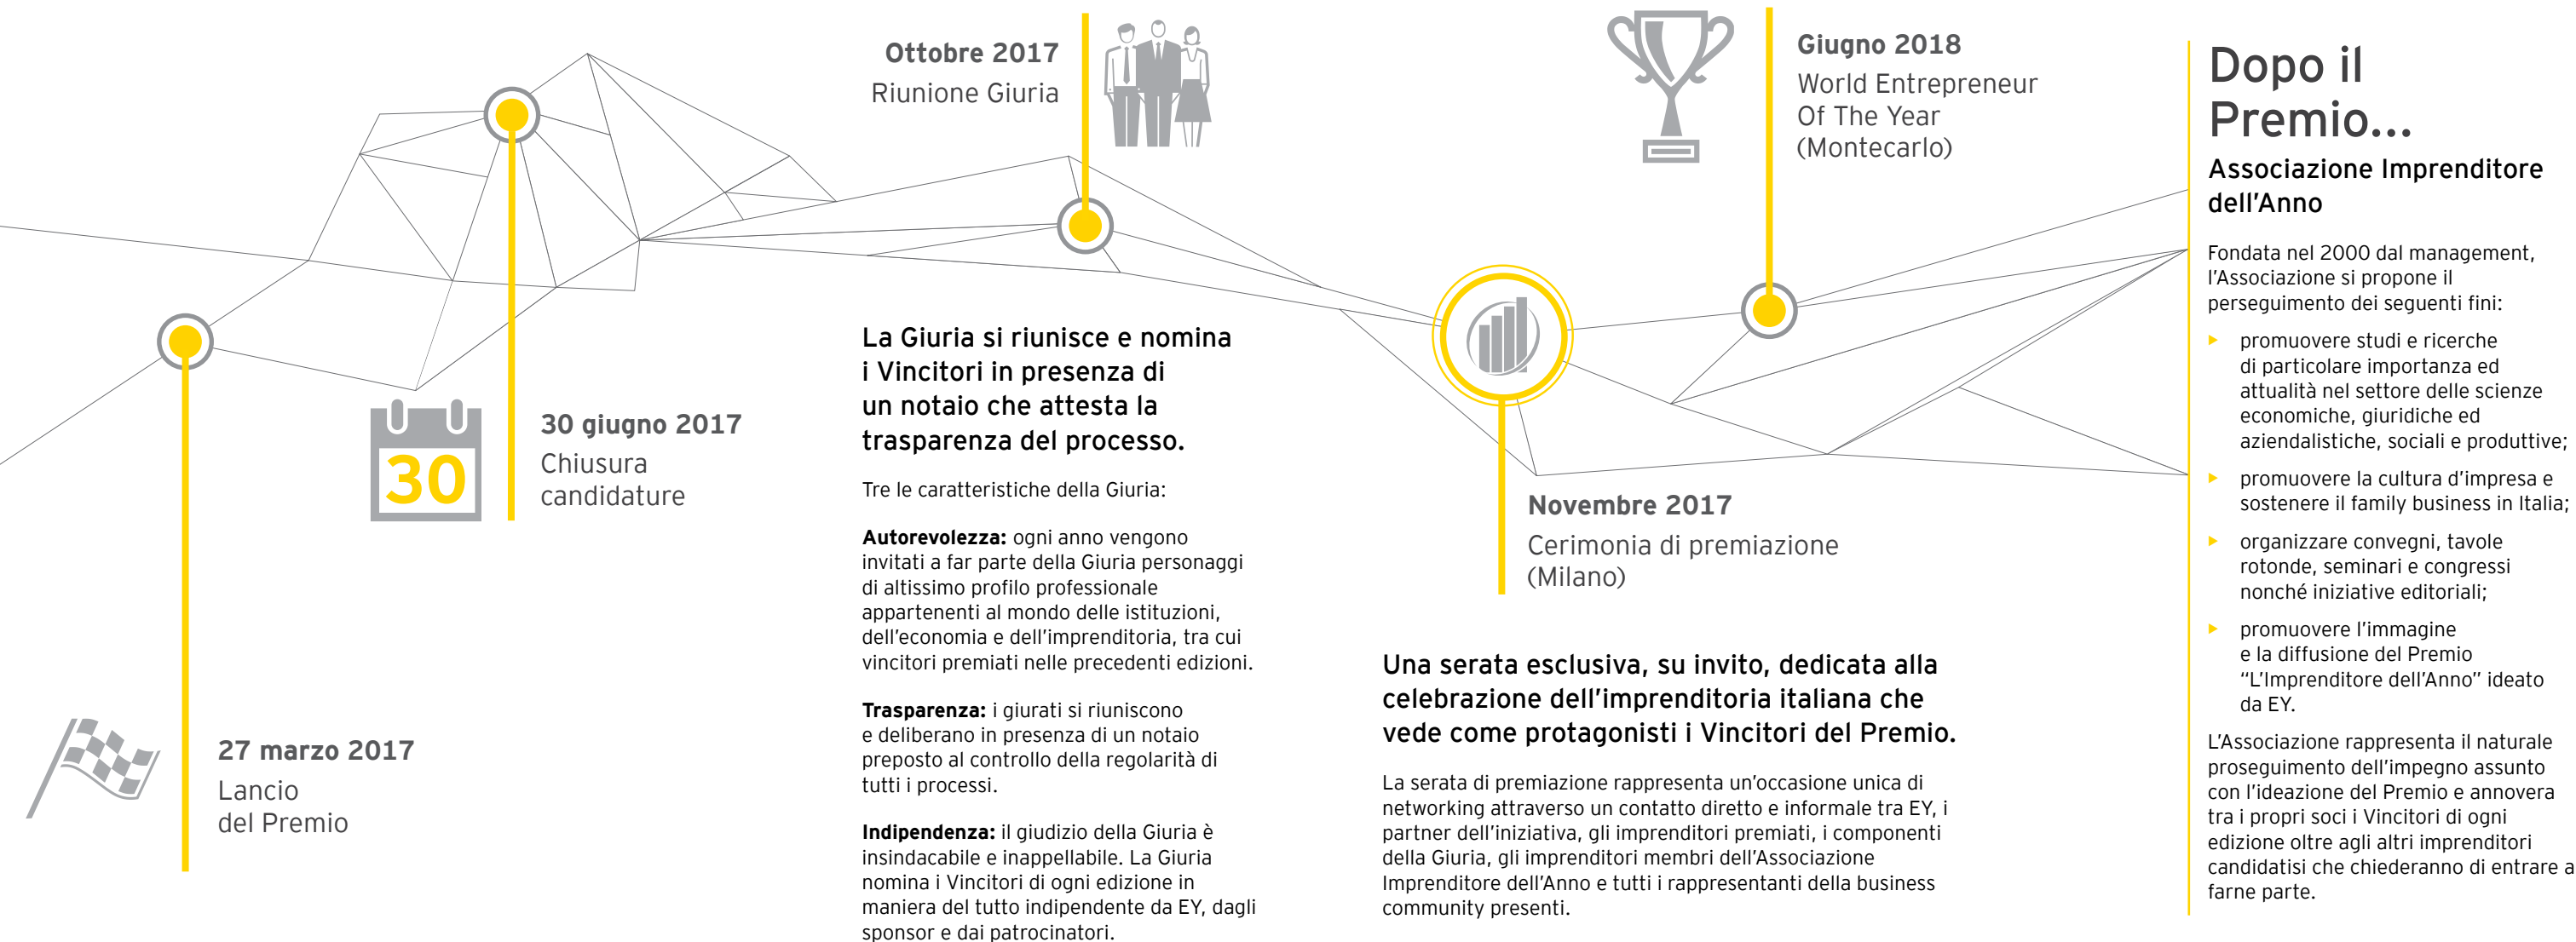 27 marzo 2017
Lancio
del Premio
30
30 giugno 2017
Chiusura
candidature
Ottobre 2017
Riunione Giuria
La Giuria si riunisce e nomina
i Vincitori in presenza di
un notaio che attesta la
trasparenza del processo.
Tre le caratteristiche della Giuria:
Autorevolezza: ogni anno vengono
invitati a far parte della Giuria personaggi
di altissimo profilo professionale
appartenenti al mondo delle istituzioni,
dell'economia e dell'imprenditoria, tra cui
vincitori premiati nelle precedenti edizioni.
Trasparenza: i giurati si riuniscono
e deliberano in presenza di un notaio
preposto al controllo della regolarità di
tutti i processi.
Indipendenza: il giudizio della Giuria è
insindacabile e inappellabile. La Giuria
nomina i Vincitori di ogni edizione in
maniera del tutto indipendente da EY, dagli
sponsor e dai patrocinatori.
Novembre 2017
Cerimonia di premiazione
(Milano)
Una serata esclusiva, su invito, dedicata alla
celebrazione dell'imprenditoria italiana che
vede come protagonisti i Vincitori del Premio.
La serata di premiazione rappresenta un'occasione unica di
networking attraverso un contatto diretto e informale tra EY, i
partner dell'iniziativa, gli imprenditori premiati, i componenti
della Giuria, gli imprenditori membri dell'Associazione
Imprenditore dell'Anno e tutti i rappresentanti della business
community presenti.
Giugno 2018
World Entrepreneur
Of The Year
(Montecarlo)
Dopo il
Premio...
Associazione Imprenditore
dell'Anno
Fondata nel 2000 dal management,
l'Associazione si propone il
perseguimento dei seguenti fini:
promuovere studi e ricerche
di particolare importanza ed
attualità nel settore delle scienze
economiche, giuridiche ed
aziendalistiche, sociali e produttive;
promuovere la cultura d'impresa e
sostenere il family business in Italia;
organizzare convegni, tavole
rotonde, seminari e congressi
nonché iniziative editoriali;
promuovere l'immagine
e la diffusione del Premio
"L'Imprenditore dell'Anno" ideato
da EY.
L'Associazione rappresenta il naturale
proseguimento dell'impegno assunto
con l'ideazione del Premio e annovera
tra i propri soci i Vincitori di ogni
edizione oltre agli altri imprenditori
candidatisi che chiederanno di entrare a
farne parte.